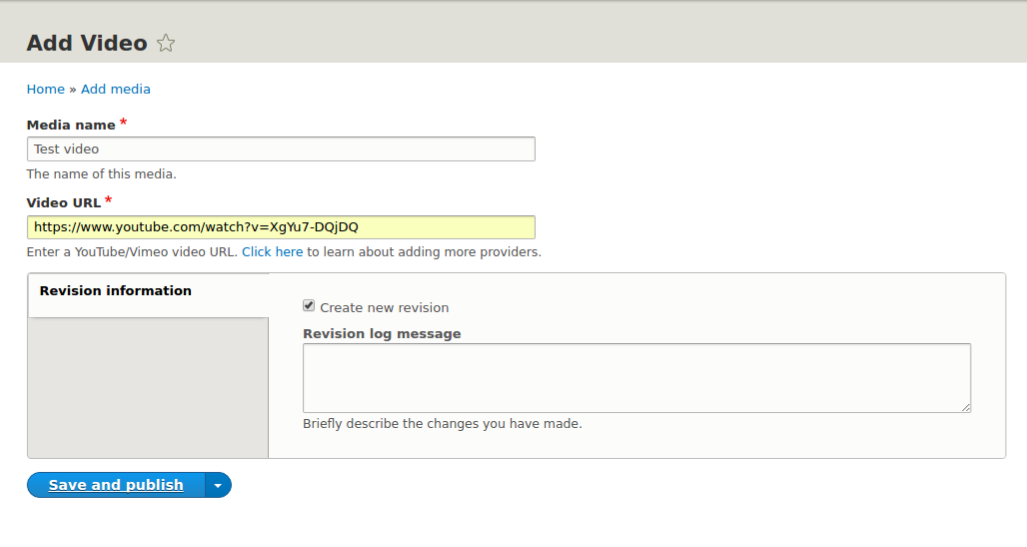 Add Video
Home » Add media
Media name *
Test video
The name of this media.
Video URL *
https://www.youtube.com/watch?v=XgYu7-DQjDQ
Enter a YouTube/Vimeo video URL. Click here to learn about adding more providers.
Revision information
Create new revision
Revision log message
Briefly describe the changes you have made.
Save and publish